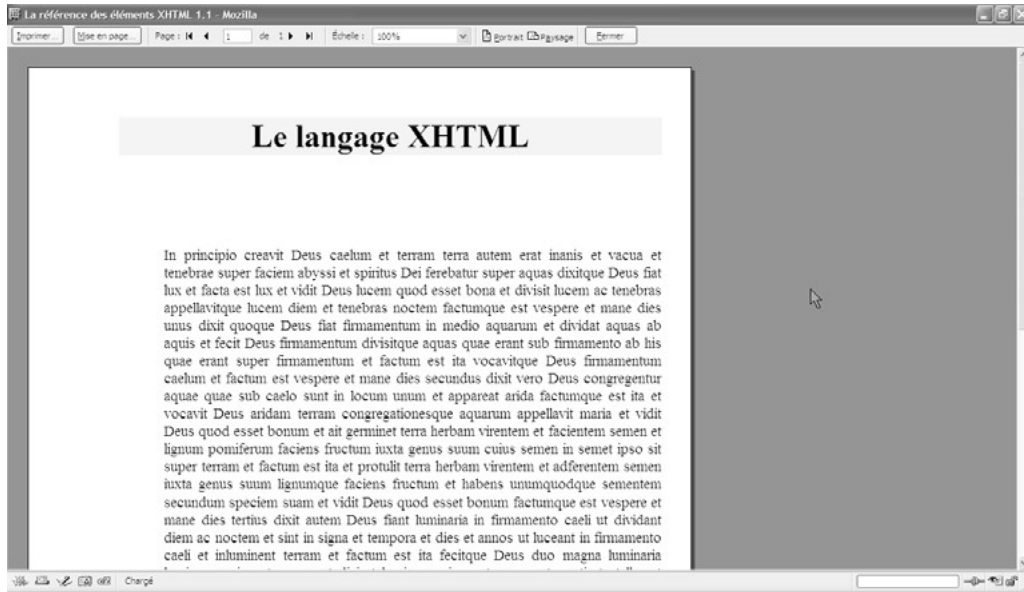 La référence des éléments XHTML 1.1 - Mozilla
Imprimer... Mise en page... Page : 1 de 1 Échelle : 100% Portrait Paysage Fermer
Le langage XHTML
In principio creavit Deus caelum et terram terra autem erat inanis et vacua et
tenebrae super faciem abyssi et spiritus Dei ferebatur super aquas dixitque Deus fiat
lux et facta est lux et vidit Deus lucem quod esset bona et divisit lucem ac tenebras
appellavitque lucem diem et tenebras noctem factumque est vespere et mane dies
unus dixit quoque Deus fiat firmamentum in medio aquarum et dividat aquas ab
aquis et fecit Deus firmamentum divisitque aquas quae erant sub firmamento ab his
quae erant super firmamentum et factum est ita vocavitque Deus firmamentum
caelum et factum est vespere et mane dies secundus dixit vero Deus congregentur
aquae quae sub caelo sunt in locum unum et appareat arida factumque est ita et
vocavit Deus aridam terram congregationesque aquarum appellavit maria et vidit
Deus quod esset bonum et ait germinet terra herbam virentem et facientem semen et
lignum pomiferum faciens fructum iuxta genus suum cuius semen in semet ipso sit
super terram et factum est ita et protulit terra herbam virentem et adferentem semen
iuxta genus suum lignumque faciens fructum et habens unumquodque sementem
secundum speciem suam et vidit Deus quod esset bonum factumque est vespere et
mane dies tertius dixit autem Deus fiant luminaria in firmamento caeli ut dividant
diem ac noctem et sint in signa et tempora et dies et annos ut luceant in firmamento
caeli et inluminent terram et factum est ita fecitque Deus duo magna luminaria
Chargé